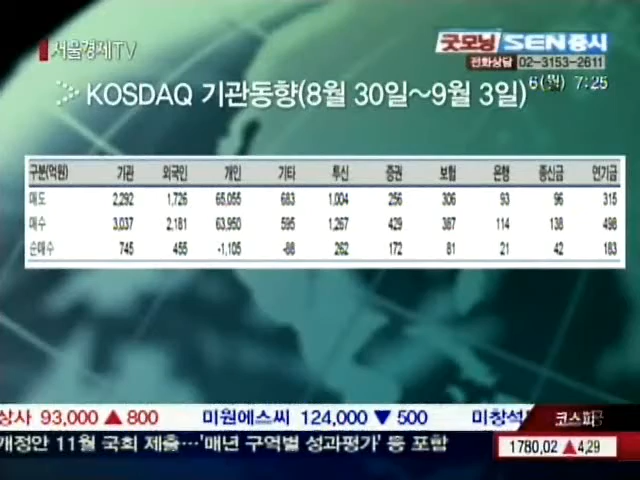 서울경제TV
굿모닝 SEN증시
전화상담 02-3153-2611
6(월) 7:25
KOSDAQ 기관동향(8월 30일~9월 3일)
구분(억원) 기관 외국인 개인 기타 투신 증권 보험 은행 종신금 연기금
매도 2,292 1,726 65,055 683 1,004 256 306 93 96 315
매수 3,037 2,181 63,950 595 1,267 429 387 114 138 498
순매수 745 455 -1,105 -88 262 172 81 21 42 183
상사 93,000 ▲ 800 미원에스씨 124,000 ▼ 500 미창석
코스피
개정안 11월 국회 제출…'매년 구역별 성과평가' 등 포함
1780,02 ▲4,29